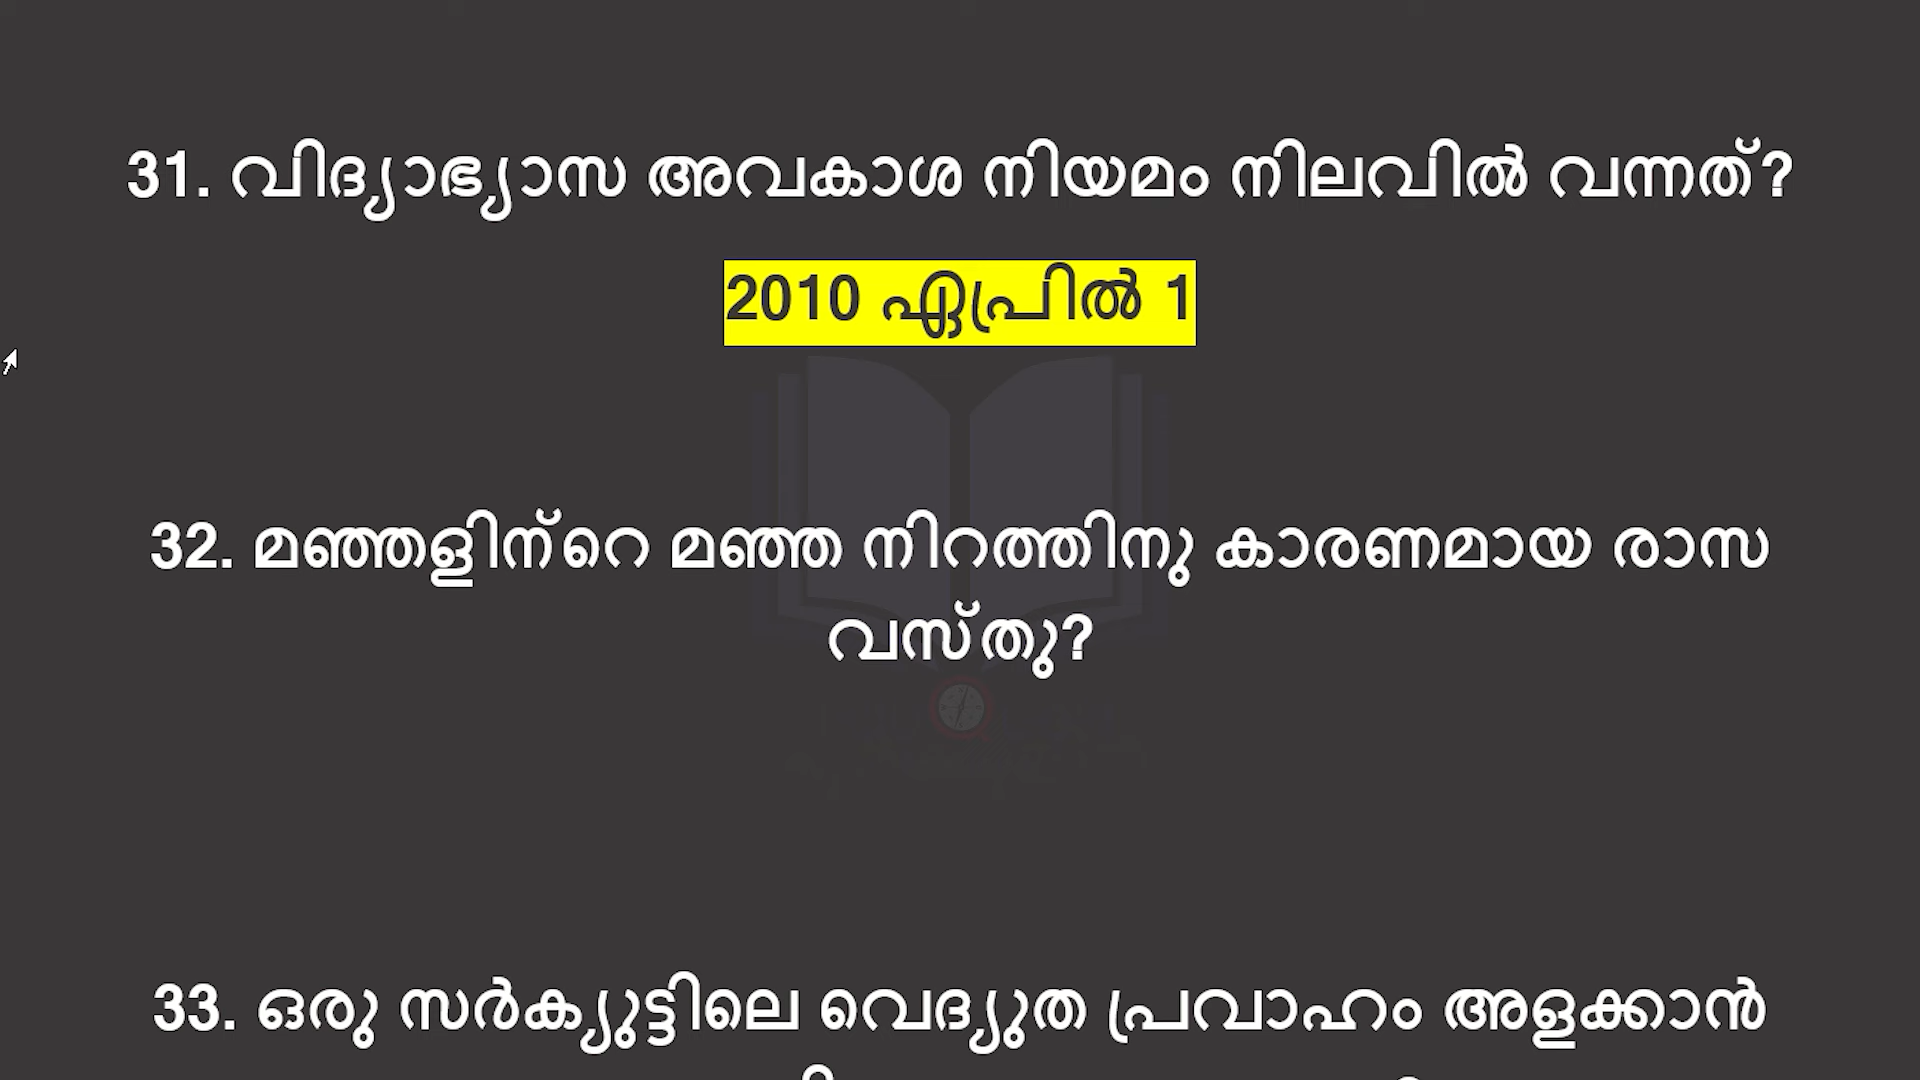 31. വിദ്യാഭ്യാസ അവകാശ നിയമം നിലവിൽ വന്നത്?
2010 ഏപ്രിൽ 1
32. മഞ്ഞളിന്റെ മഞ്ഞ നിറത്തിനു കാരണമായ രാസ
വസ്തു?
33. ഒരു സർക്യുട്ടിലെ വൈദ്യുത പ്രവാഹം അളക്കാൻ